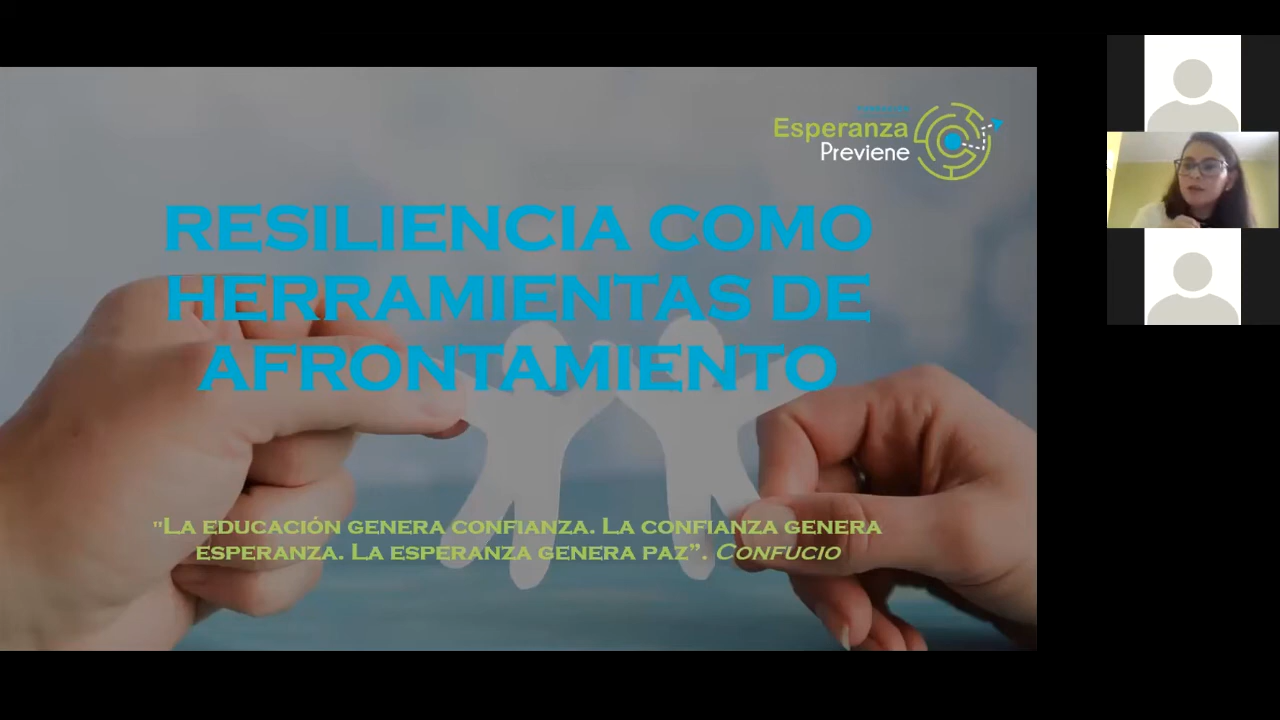 Esperanza
Previene
RESILIENCIA COMO
HERRAMIENTAS DE
AFRONTAMIENTO
"LA EDUCACIÓN GENERA CONFIANZA. LA CONFIANZA GENERA
ESPERANZA. LA ESPERANZA GENERA PAZ”. CONFUCIO